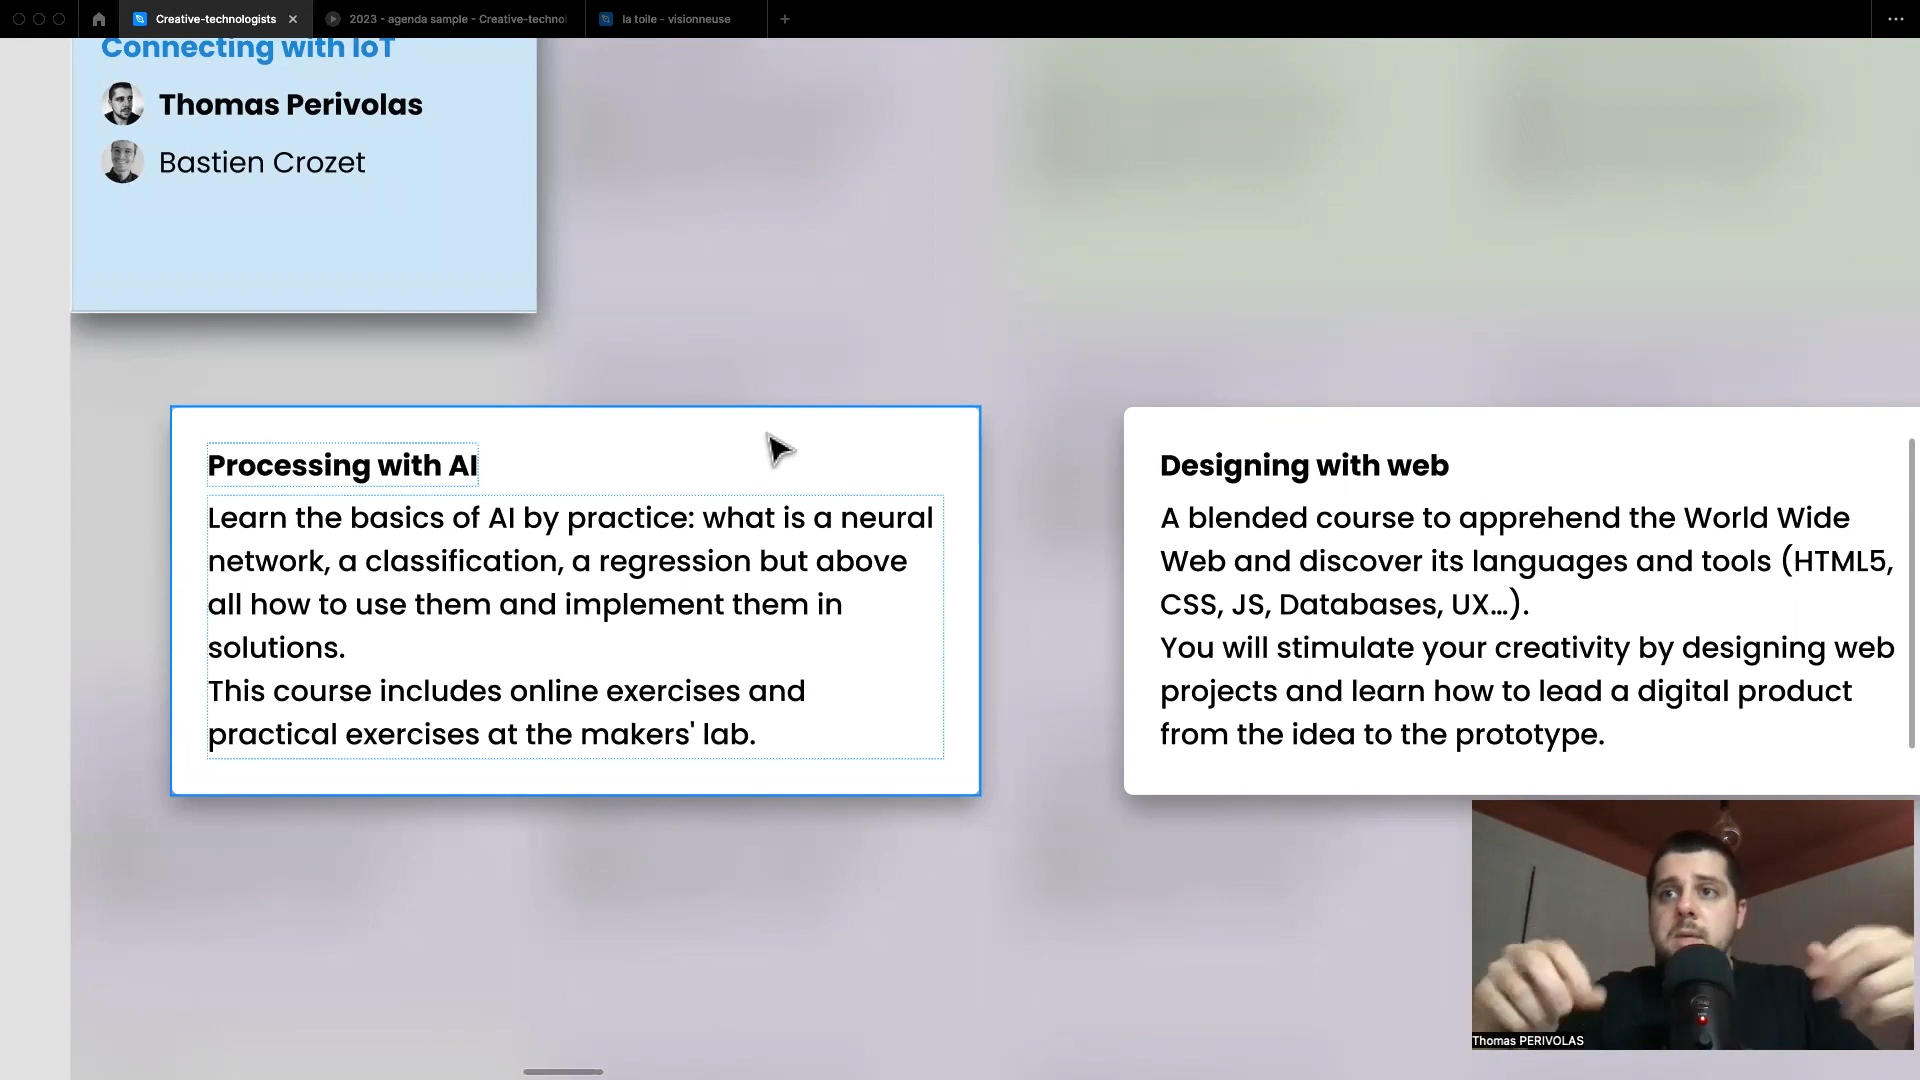 Creative-technologists
2023 - agenda sample - Creative-techno
la toile - visionneuse
Connecting with IoT
Thomas Perivolas
Bastien Crozet
Processing with AI
Learn the basics of AI by practice: what is a neural
network, a classification, a regression but above
all how to use them and implement them in
solutions.
This course includes online exercises and
practical exercises at the makers' lab.
Designing with web
A blended course to apprehend the World Wide
Web and discover its languages and tools (HTML5,
CSS, JS, Databases, UX...).
You will stimulate your creativity by designing web
projects and learn how to lead a digital product
from the idea to the prototype.
Thomas PERIVOLAS